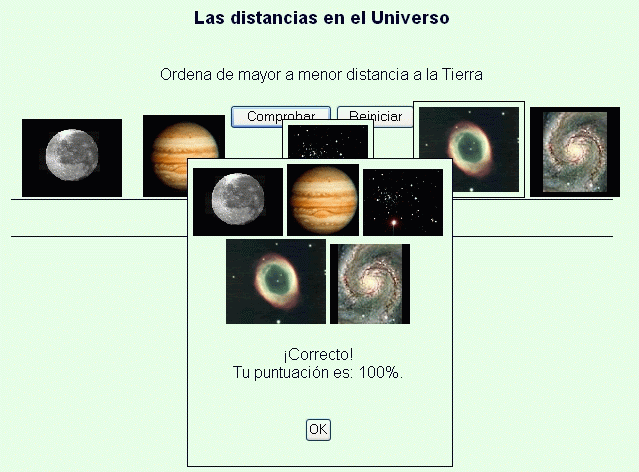 Las distancias en el Universo
Ordena de mayor a menor distancia a la Tierra
Comprobar Reiniciar
¡Correcto!
Tu puntuación es: 100%.
OK